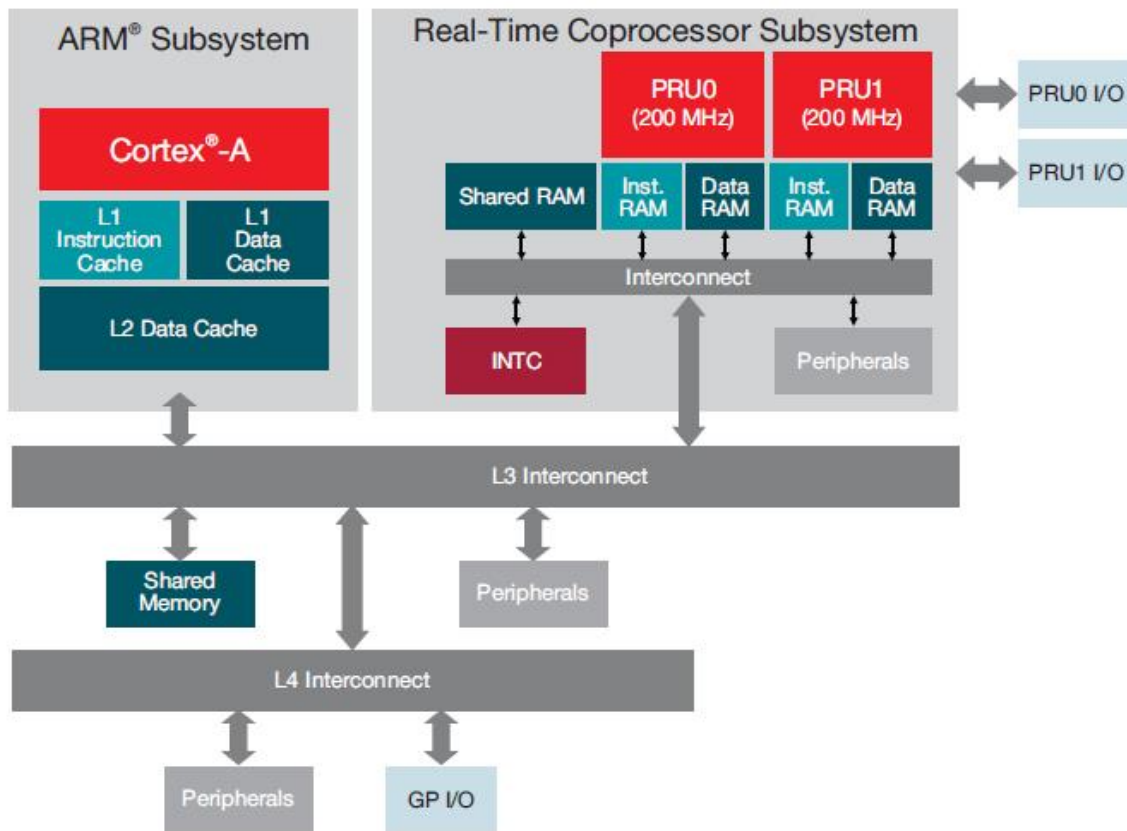 ARM® Subsystem
Cortex®-A
L1
Instruction
Cache
L1
Data
Cache
L2 Data Cache
Real-Time Coprocessor Subsystem
PRU0
(200 MHz)
PRU1
(200 MHz)
Shared RAM
Inst.
RAM
Data
RAM
Inst.
RAM
Data
RAM
Interconnect
INTC
Peripherals
PRU0 I/O
PRU1 I/O
L3 Interconnect
Shared
Memory
Peripherals
L4 Interconnect
Peripherals
GP I/O